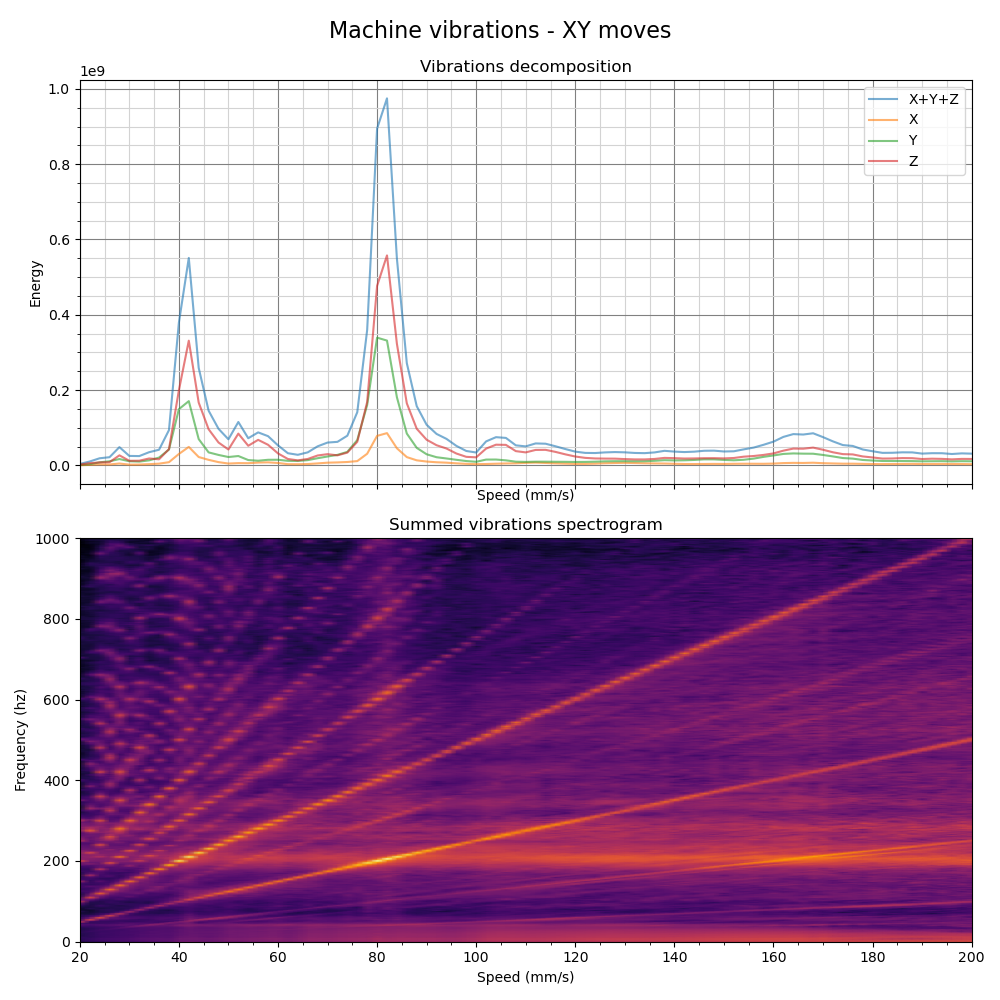 Machine vibrations - XY moves
Vibrations decomposition
1e9
1.0
0.8
0.6
0.4
0.2
0.0
Energy
X+Y+Z
X
Y
Z
Speed (mm/s)
Summed vibrations spectrogram
1000
800
600
400
200
0
Frequency (hz)
20 40 60 80 100 120 140 160 180 200
Speed (mm/s)